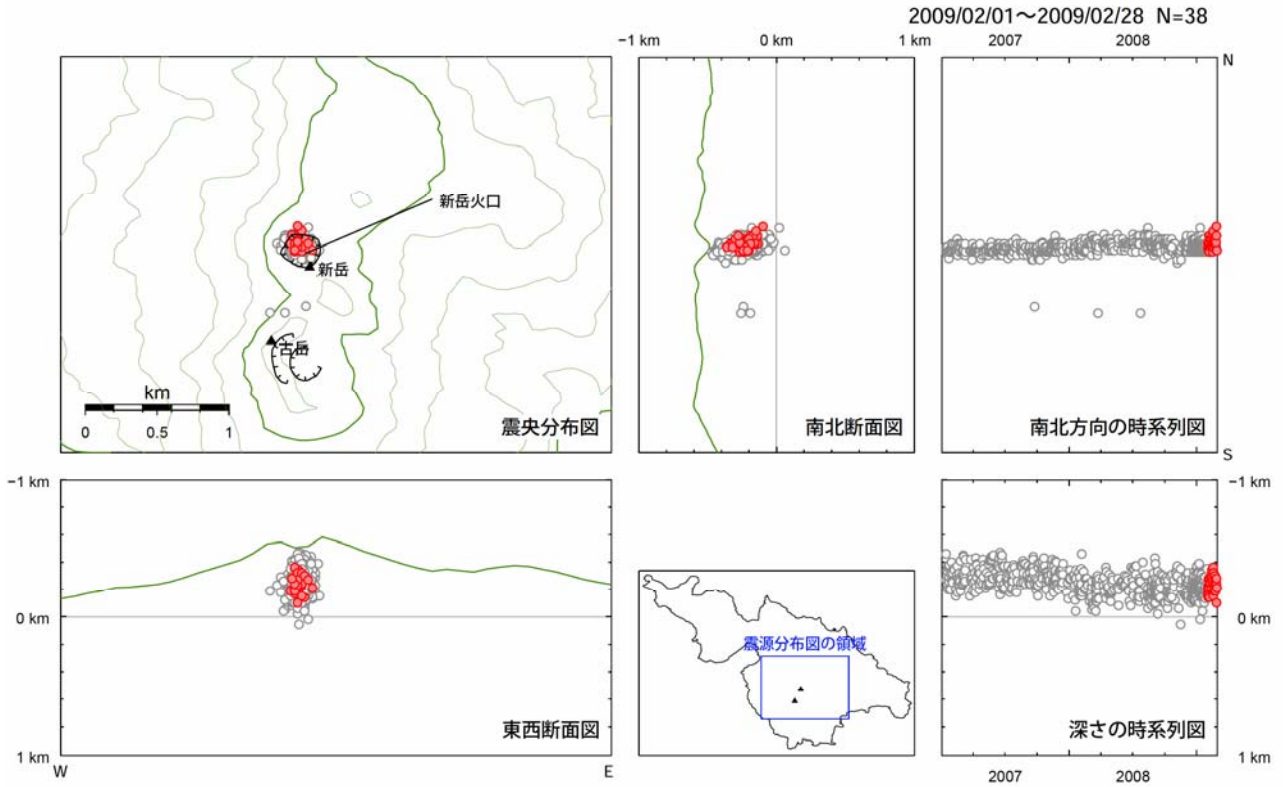 2009/02/01〜2009/02/28 N=38
−1 km 0 km 1 km
2007 2008
N
新岳火口
新岳
古岳
km
0 0.5 1
震央分布図
南北断面図
南北方向の時系列図
S
−1 km
0 km
1 km
W E
東西断面図
震源分布図の領域
−1 km
0 km
1 km
深さの時系列図
2007 2008